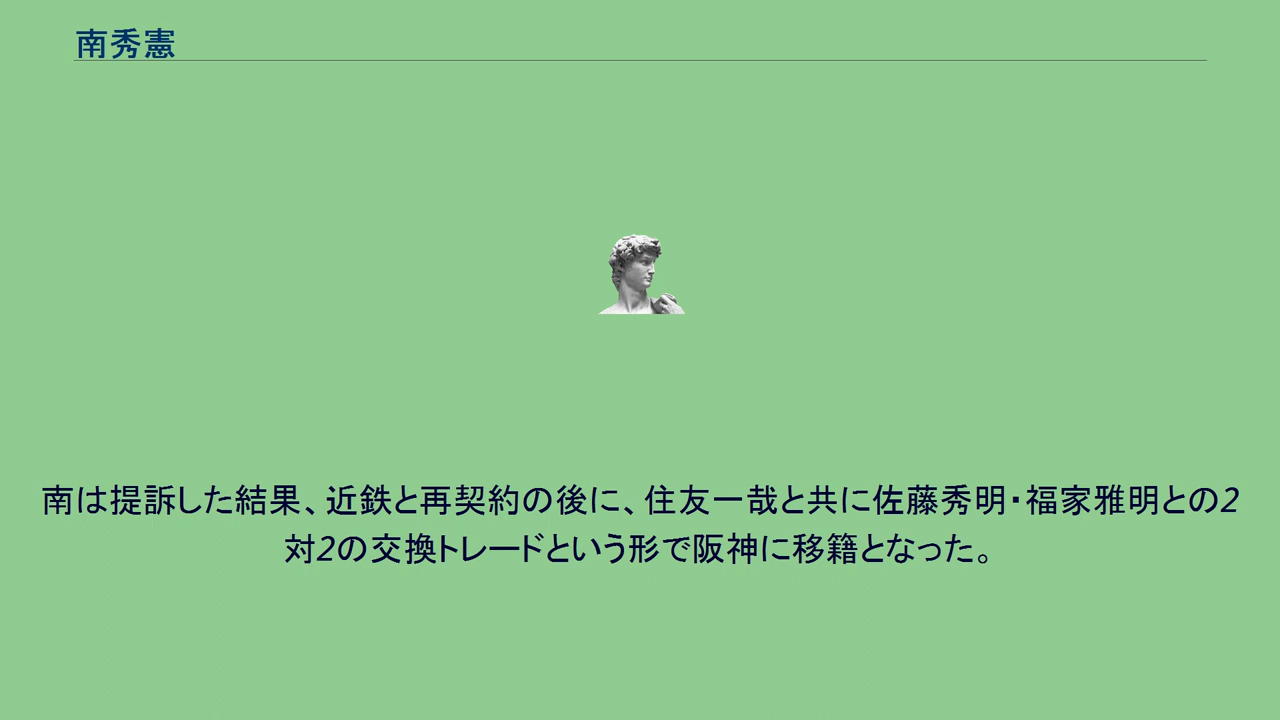 南秀憲
南は提訴した結果、近鉄と再契約の後に、住友一哉と共に佐藤秀明・福家雅明との2
対2の交換トレードという形で阪神に移籍となった。